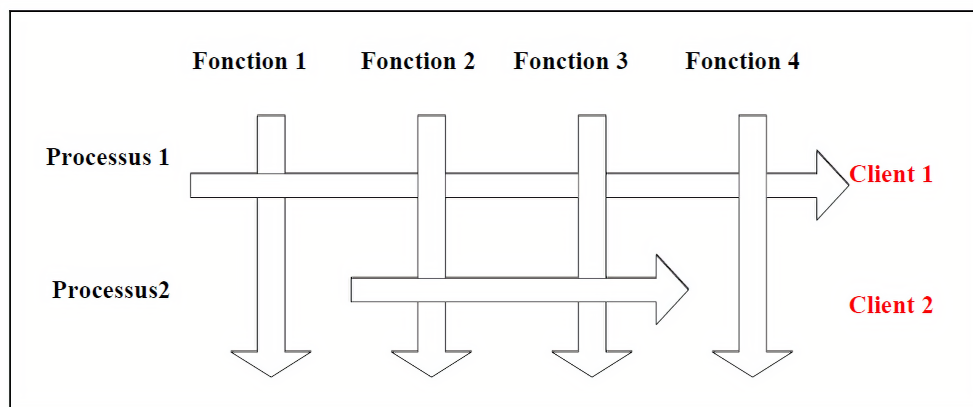 Fonction 1 Fonction 2 Fonction 3 Fonction 4
Processus 1
Client 1
Processus2
Client 2